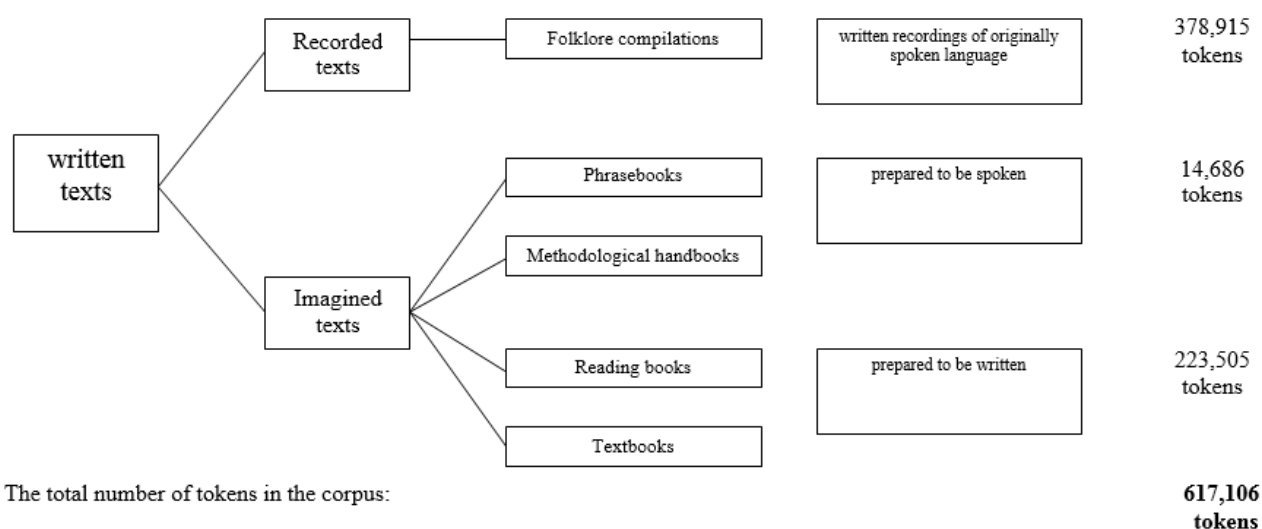 Recorded
texts
Folklore compilations
written recordings of originally
spoken language
378,915
tokens
written
texts
Phrasebooks
prepared to be spoken
14,686
tokens
Methodological handbooks
Imagined
texts
Reading books
prepared to be written
223,505
tokens
Textbooks
The total number of tokens in the corpus:
617,106
tokens